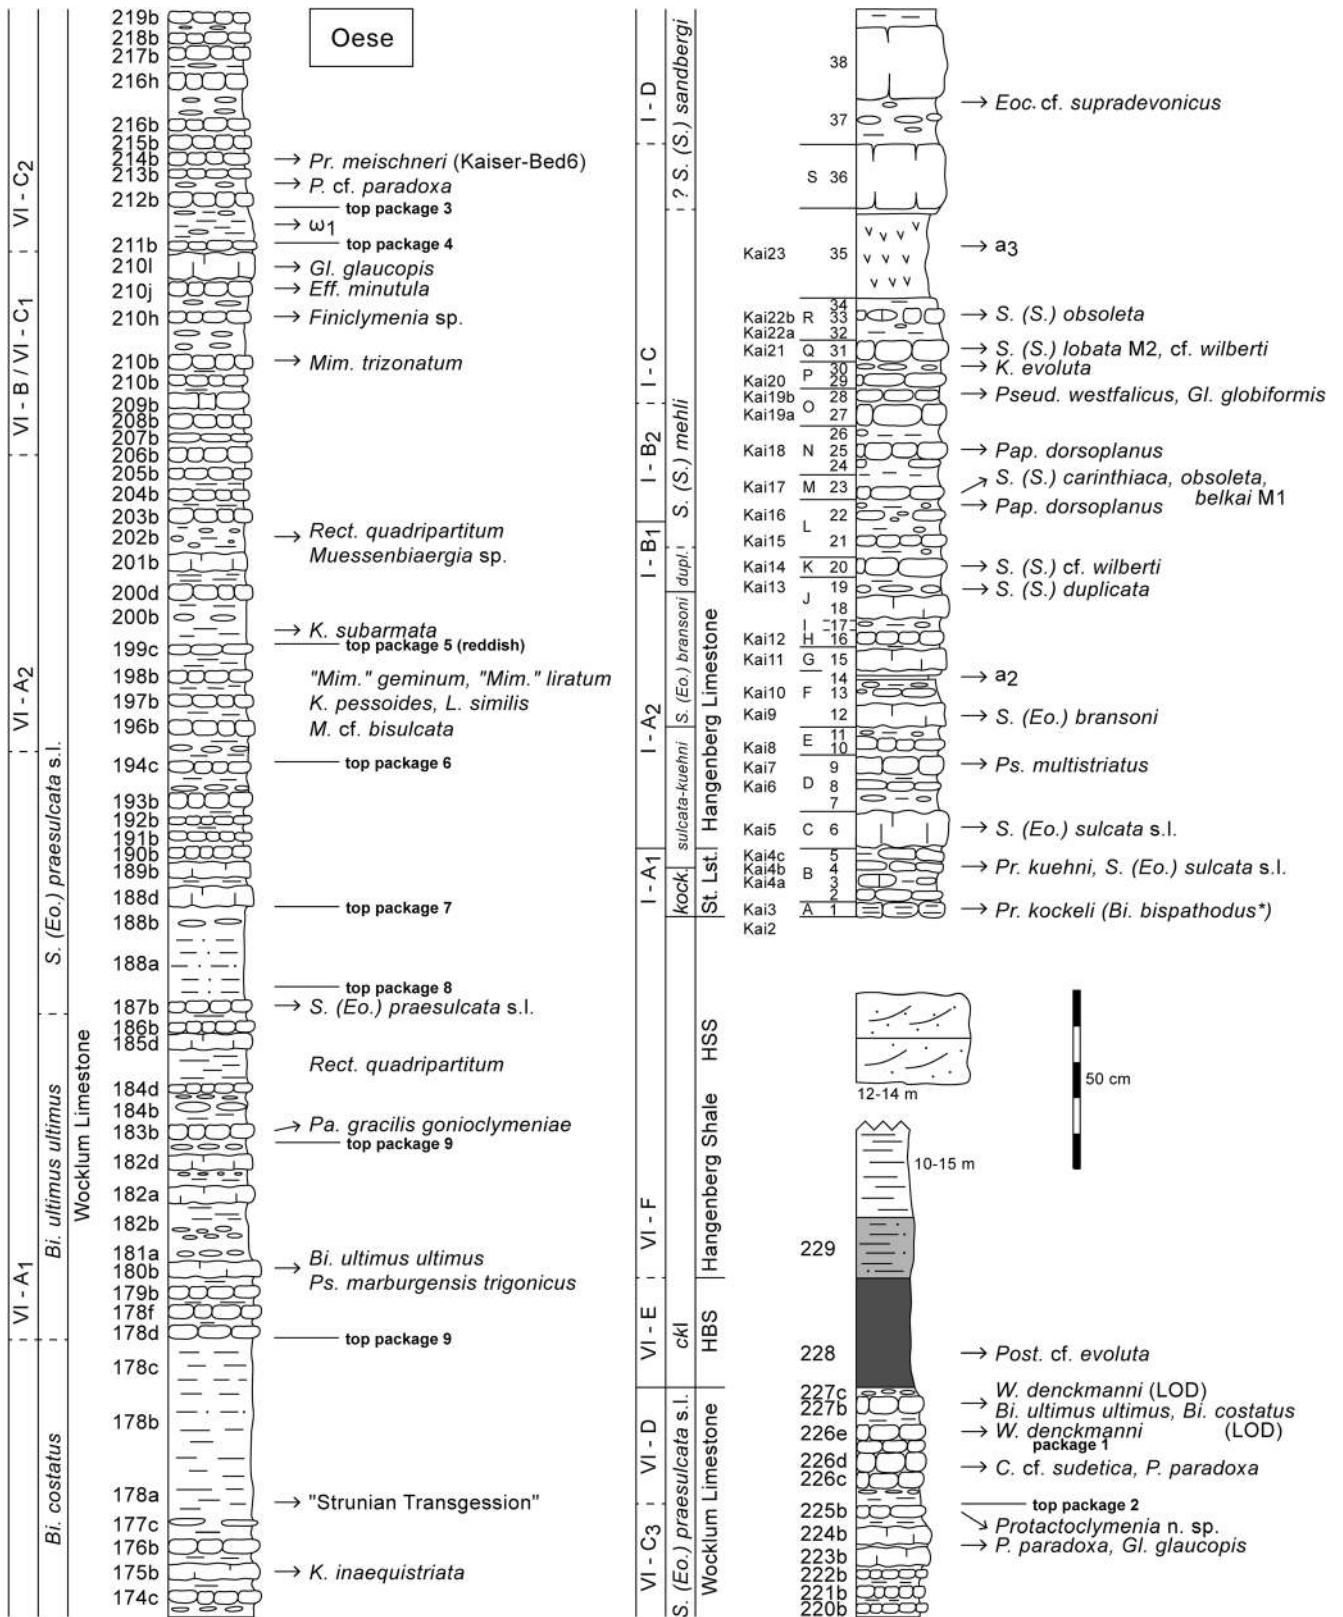 Oese
219b
218b
217b
216h
216b
215b
214b
213b
212b
211b
210l
210j
210h
210b
210b
209b
208b
207b
206b
205b
204b
203b
202b
201b
200d
200b
199c
198b
197b
196b
194c
193b
192b
191b
190b
189b
188d
188b
188a
187b
186b
185d
184d
184b
183b
182d
182a
182b
181a
180b
179b
178f
178d
178c
178b
178a
177c
176b
175b
174c
VI - C2
VI - B / VI - C1
VI - A2
VI - A1
S. (Eo.) praesulcata s.l.
Bi. ultimus ultimus
Bi. costatus
Wocklum Limestone
→ Pr. meischneri (Kaiser-Bed6)
→ P. cf. paradoxa
top package 3
→ ω1
top package 4
→ Gl. glaucopis
→ Eff. minutula
→ Finiclymenia sp.
→ Mim. trizonatum
→ Rect. quadripartitum
Muessenbiaergia sp.
→ K. subarmata
top package 5 (reddish)
"Mim." geminum, "Mim." liratum
K. pessoides, L. similis
M. cf. bisulcata
top package 6
top package 7
top package 8
→ S. (Eo.) praesulcata s.l.
Rect. quadripartitum
→ Pa. gracilis gonioclymeniae
top package 9
→ Bi. ultimus ultimus
Ps. marburgensis trigonicus
top package 9
→ "Strunian Transgession"
→ K. inaequistriata
I - D
I - C
I - B2
I - B1
I - A2
I - A1
VI - F
VI - E
VI - D
VI - C3
? S. (S.) sandbergi
S. (S.) mehli
dupl.
S. (Eo.) bransoni
sulcata-kuehni
kock.
ckI
S. (Eo.) praesulcata s.l.
Hangenberg Limestone
St. Lst.
HSS
Hangenberg Shale
HBS
Wocklum Limestone
38
37
S 36
Kai23 35
34
Kai22b R 33
Kai22a 32
Kai21 Q 31
30
Kai20 P 29
Kai19b 28
O
Kai19a 27
26
Kai18 N 25
24
Kai17 M 23
Kai16 22
L
Kai15 21
Kai14 K 20
Kai13 19
J
18
I 17
Kai12 H 16
Kai11 G 15
14
Kai10 F 13
Kai9 12
11
E
Kai8 10
Kai7 9
Kai6 D 8
7
Kai5 C 6
Kai4c 5
Kai4b B 4
Kai4a 3
2
Kai3 A 1
Kai2
→ Eoc. cf. supradevonicus
→ a3
→ S. (S.) obsoleta
→ S. (S.) lobata M2, cf. wilberti
→ K. evoluta
→ Pseud. westfalicus, Gl. globiformis
→ Pap. dorsoplanus
S. (S.) carinthiaca, obsoleta,
belkai M1
→ Pap. dorsoplanus
→ S. (S.) cf. wilberti
→ S. (S.) duplicata
→ a2
→ S. (Eo.) bransoni
→ Ps. multistriatus
→ S. (Eo.) sulcata s.l.
→ Pr. kuehni, S. (Eo.) sulcata s.l.
→ Pr. kockeli (Bi. bispathodus*)
12-14 m
50 cm
10-15 m
229
228
227c
227b
226e
226d
226c
225b
224b
223b
222b
221b
220b
→ Post. cf. evoluta
W. denckmanni (LOD)
→ Bi. ultimus ultimus, Bi. costatus
→ W. denckmanni (LOD)
package 1
→ C. cf. sudetica, P. paradoxa
top package 2
Protactoclymenia n. sp.
→ P. paradoxa, Gl. glaucopis